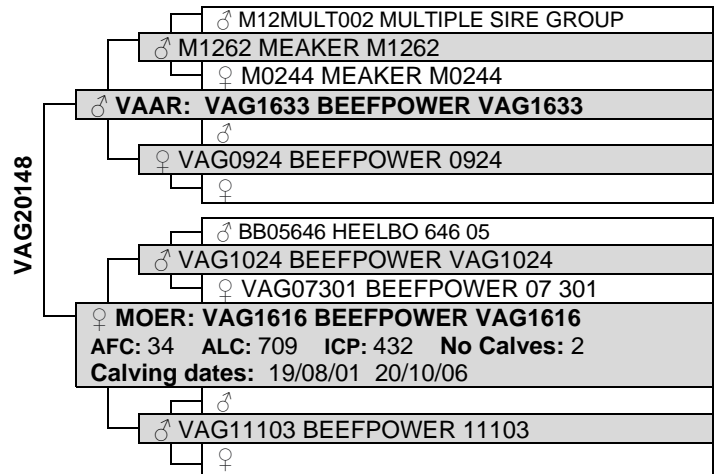 ♂ M12MULT002 MULTIPLE SIRE GROUP
♂ M1262 MEAKER M1262
♀ M0244 MEAKER M0244
♂ VAAR: VAG1633 BEEFPOWER VAG1633
♂
♀ VAG0924 BEEFPOWER 0924
♀
VAG20148
♂ BB05646 HEELBO 646 05
♂ VAG1024 BEEFPOWER VAG1024
♀ VAG07301 BEEFPOWER 07 301
♀ MOER: VAG1616 BEEFPOWER VAG1616
AFC: 34 ALC: 709 ICP: 432 No Calves: 2
Calving dates: 19/08/01 20/10/06
♂
♂ VAG11103 BEEFPOWER 11103
♀